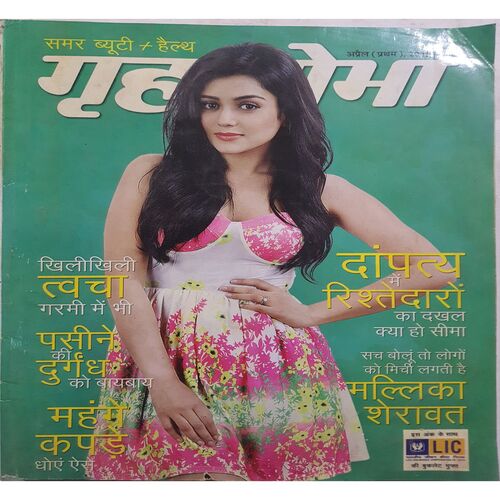 समर ब्यूटी + हैल्थ
अप्रैल (प्रथम),
गृहशोभा
खिलीखिली
त्वचा
गरमी में भी
पसीने
की
दुर्गंध
को बायबाय
महंगे
कपड़े
धोएं ऐसे
दांपत्य
में
रिश्तेदारों
का दखल
क्या हो सीमा
सच बोलूं तो लोगों
को मिर्ची लगती है
मल्लिका
शेरावत
इस अंक के साथ
LIC
की बुकलेट मुफ्त